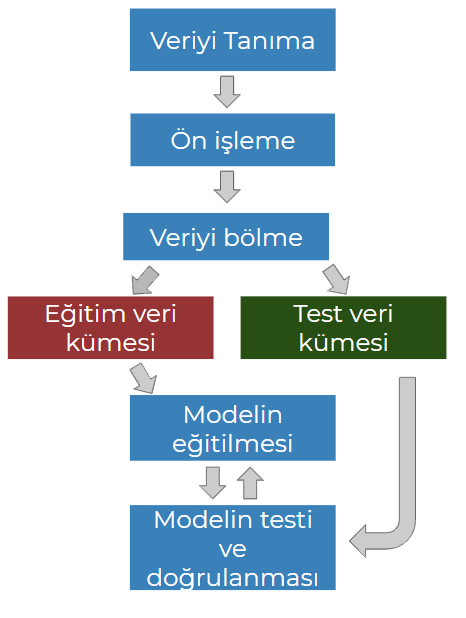 Veriyi Tanıma
Ön işleme
Veriyi bölme
Eğitim veri
kümesi
Test veri
kümesi
Modelin
eğitilmesi
Modelin testi
ve
doğrulanması